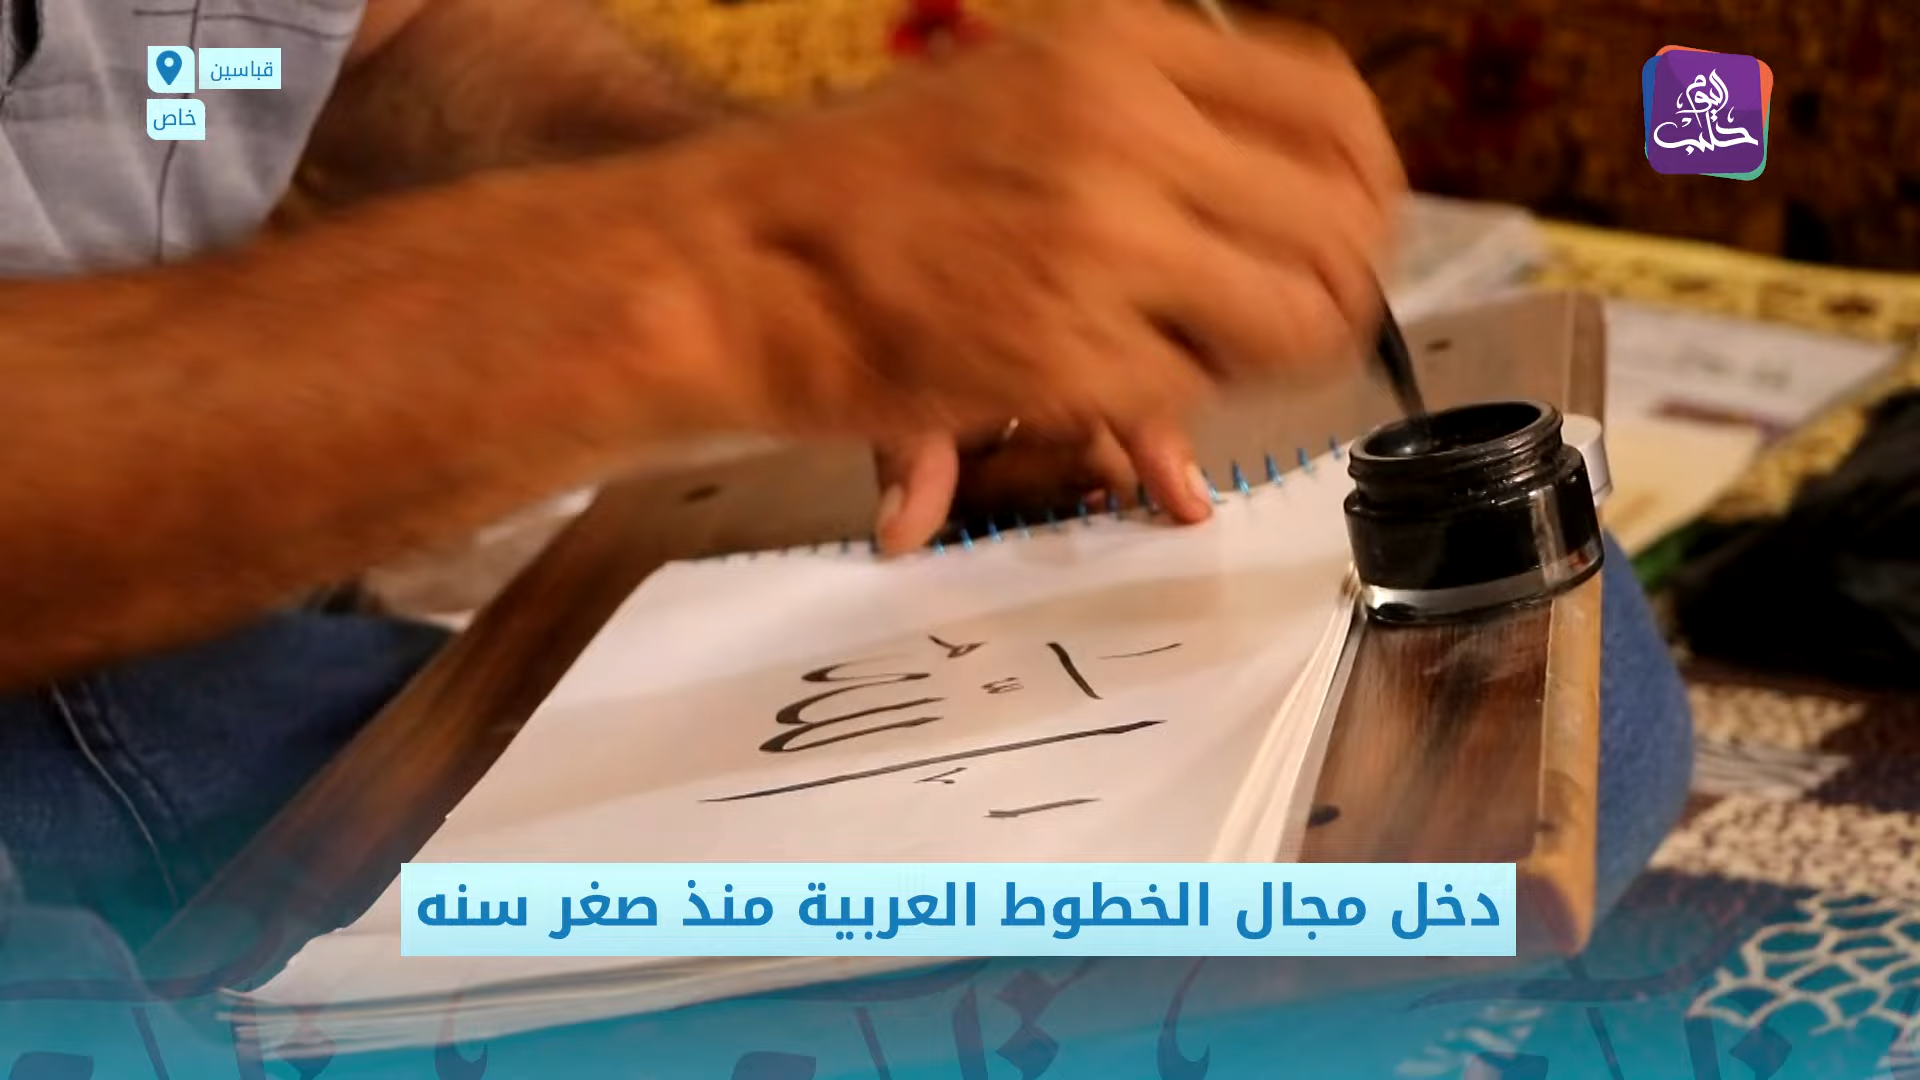 قباسين
خاص
حلب اليوم
دخل مجال الخطوط العربية منذ صغر سنه